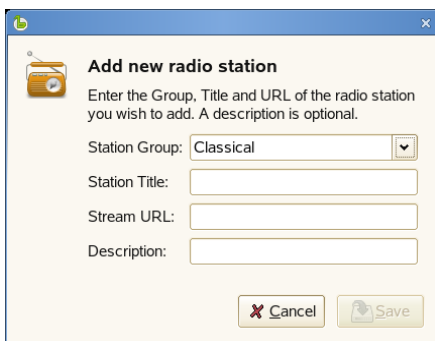 Add new radio station
Enter the Group, Title and URL of the radio station
you wish to add. A description is optional.
Station Group: Classical
Station Title:
Stream URL:
Description:
Cancel Save